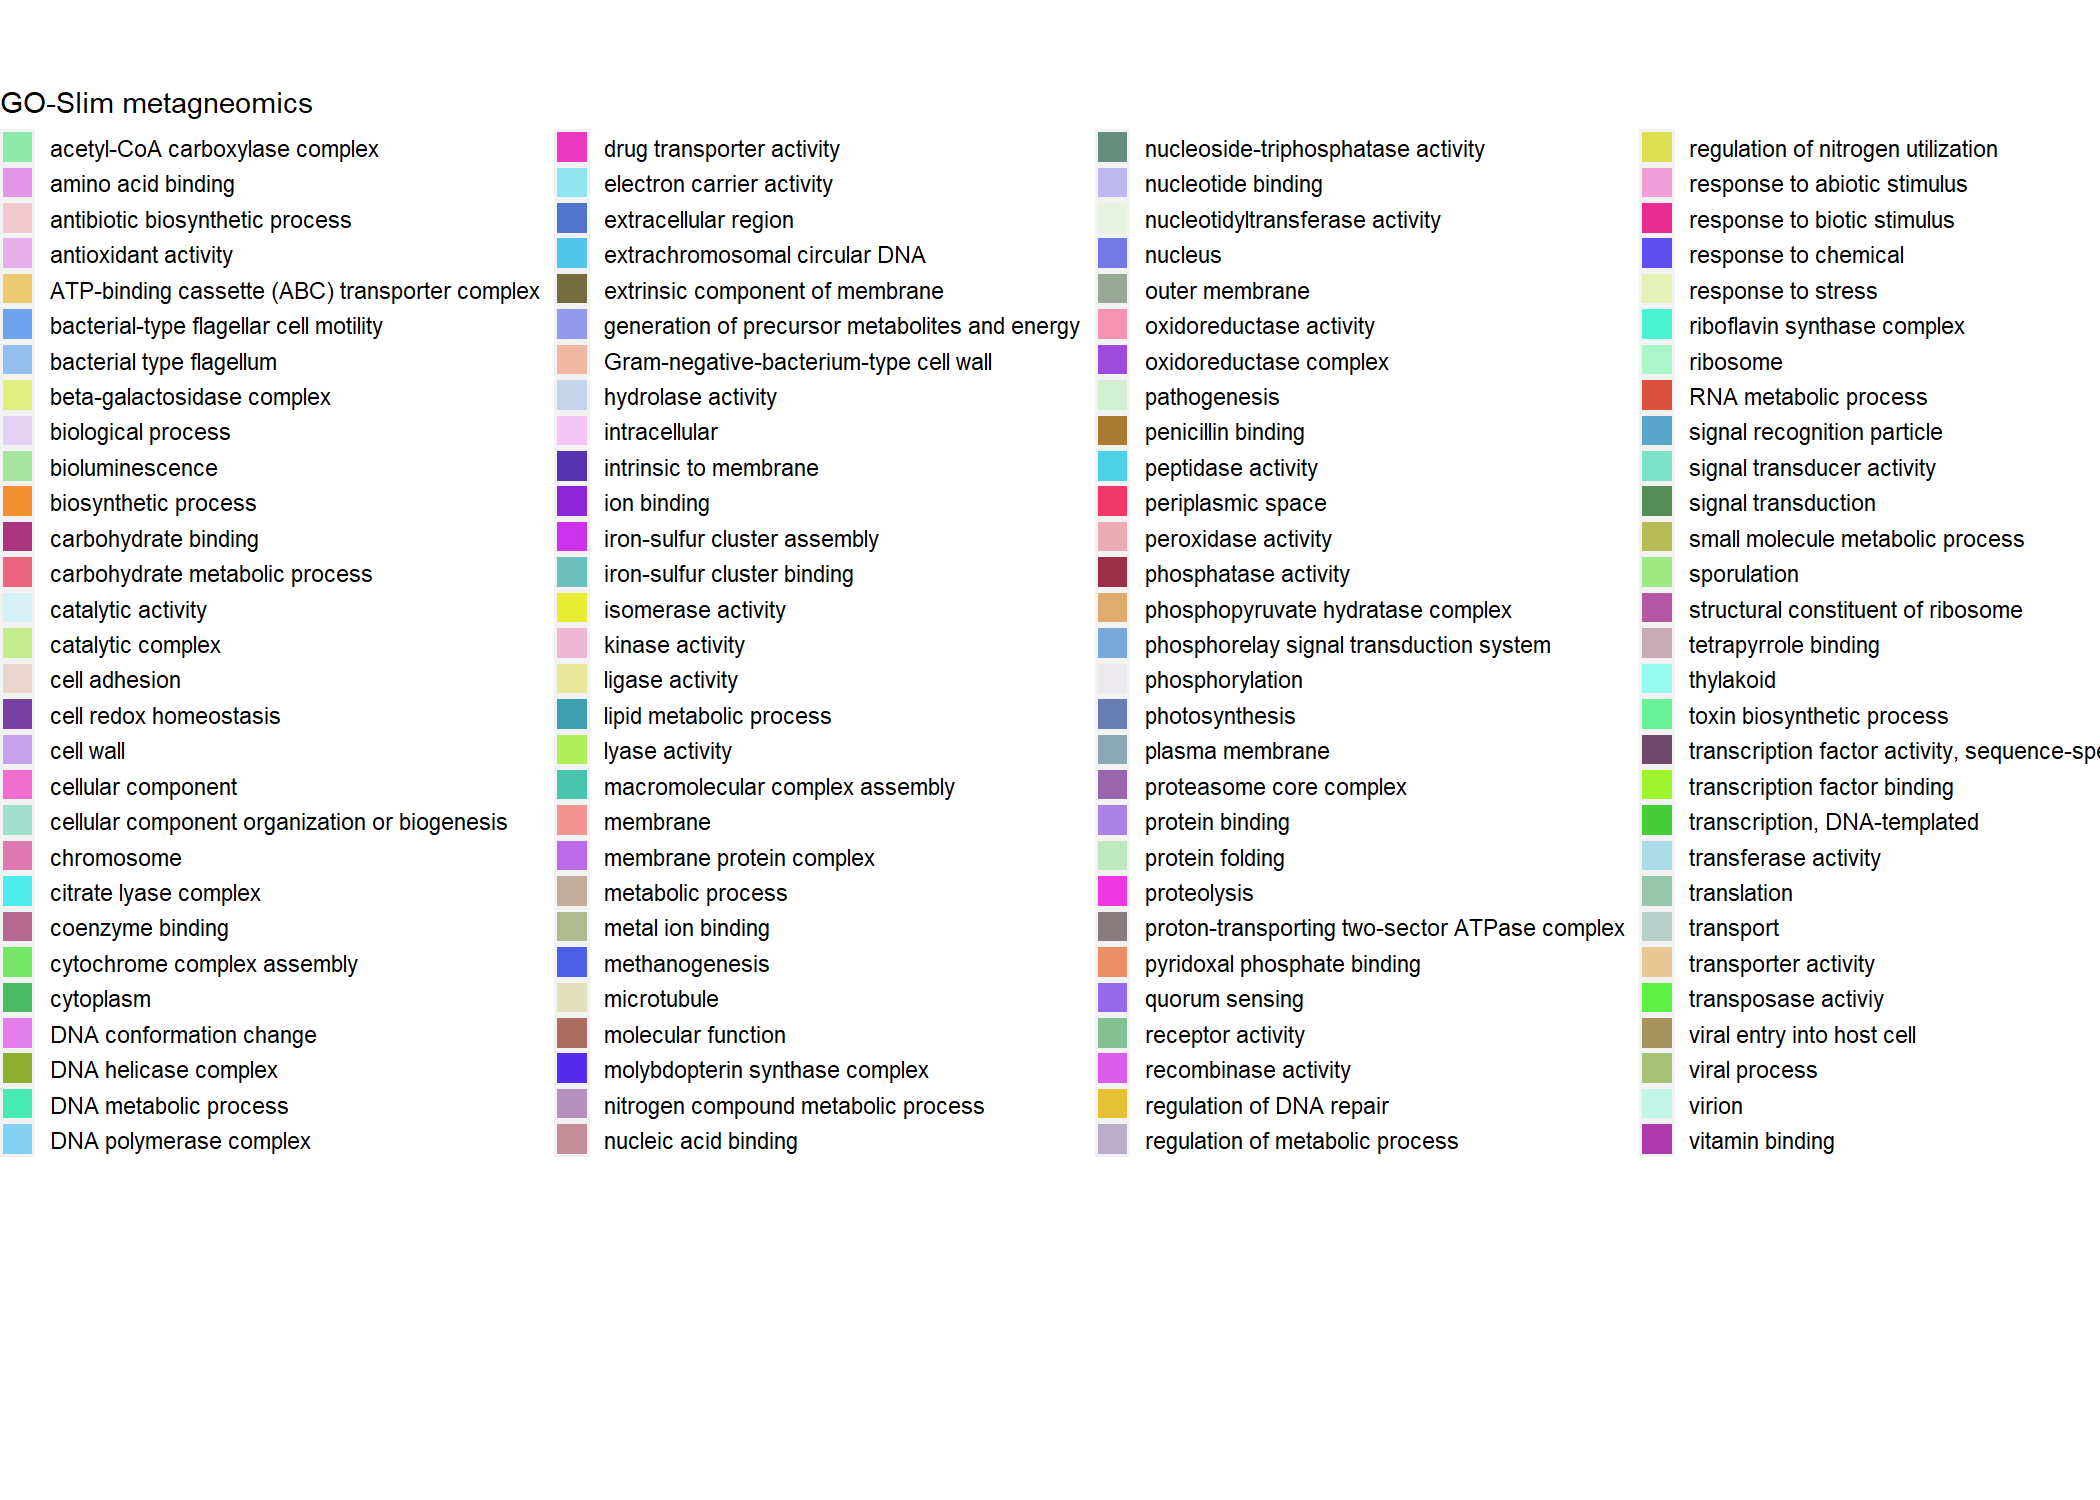 GO-Slim metagneomics
acetyl-CoA carboxylase complex
amino acid binding
antibiotic biosynthetic process
antioxidant activity
ATP-binding cassette (ABC) transporter complex
bacterial-type flagellar cell motility
bacterial type flagellum
beta-galactosidase complex
biological process
bioluminescence
biosynthetic process
carbohydrate binding
carbohydrate metabolic process
catalytic activity
catalytic complex
cell adhesion
cell redox homeostasis
cell wall
cellular component
cellular component organization or biogenesis
chromosome
citrate lyase complex
coenzyme binding
cytochrome complex assembly
cytoplasm
DNA conformation change
DNA helicase complex
DNA metabolic process
DNA polymerase complex
drug transporter activity
electron carrier activity
extracellular region
extrachromosomal circular DNA
extrinsic component of membrane
generation of precursor metabolites and energy
Gram-negative-bacterium-type cell wall
hydrolase activity
intracellular
intrinsic to membrane
ion binding
iron-sulfur cluster assembly
iron-sulfur cluster binding
isomerase activity
kinase activity
ligase activity
lipid metabolic process
lyase activity
macromolecular complex assembly
membrane
membrane protein complex
metabolic process
metal ion binding
methanogenesis
microtubule
molecular function
molybdopterin synthase complex
nitrogen compound metabolic process
nucleic acid binding
nucleoside-triphosphatase activity
nucleotide binding
nucleotidyltransferase activity
nucleus
outer membrane
oxidoreductase activity
oxidoreductase complex
pathogenesis
penicillin binding
peptidase activity
periplasmic space
peroxidase activity
phosphatase activity
phosphopyruvate hydratase complex
phosphorelay signal transduction system
phosphorylation
photosynthesis
plasma membrane
proteasome core complex
protein binding
protein folding
proteolysis
proton-transporting two-sector ATPase complex
pyridoxal phosphate binding
quorum sensing
receptor activity
recombinase activity
regulation of DNA repair
regulation of metabolic process
regulation of nitrogen utilization
response to abiotic stimulus
response to biotic stimulus
response to chemical
response to stress
riboflavin synthase complex
ribosome
RNA metabolic process
signal recognition particle
signal transducer activity
signal transduction
small molecule metabolic process
sporulation
structural constituent of ribosome
tetrapyrrole binding
thylakoid
toxin biosynthetic process
transcription factor activity, sequence-spe
transcription factor binding
transcription, DNA-templated
transferase activity
translation
transport
transporter activity
transposase activiy
viral entry into host cell
viral process
virion
vitamin binding